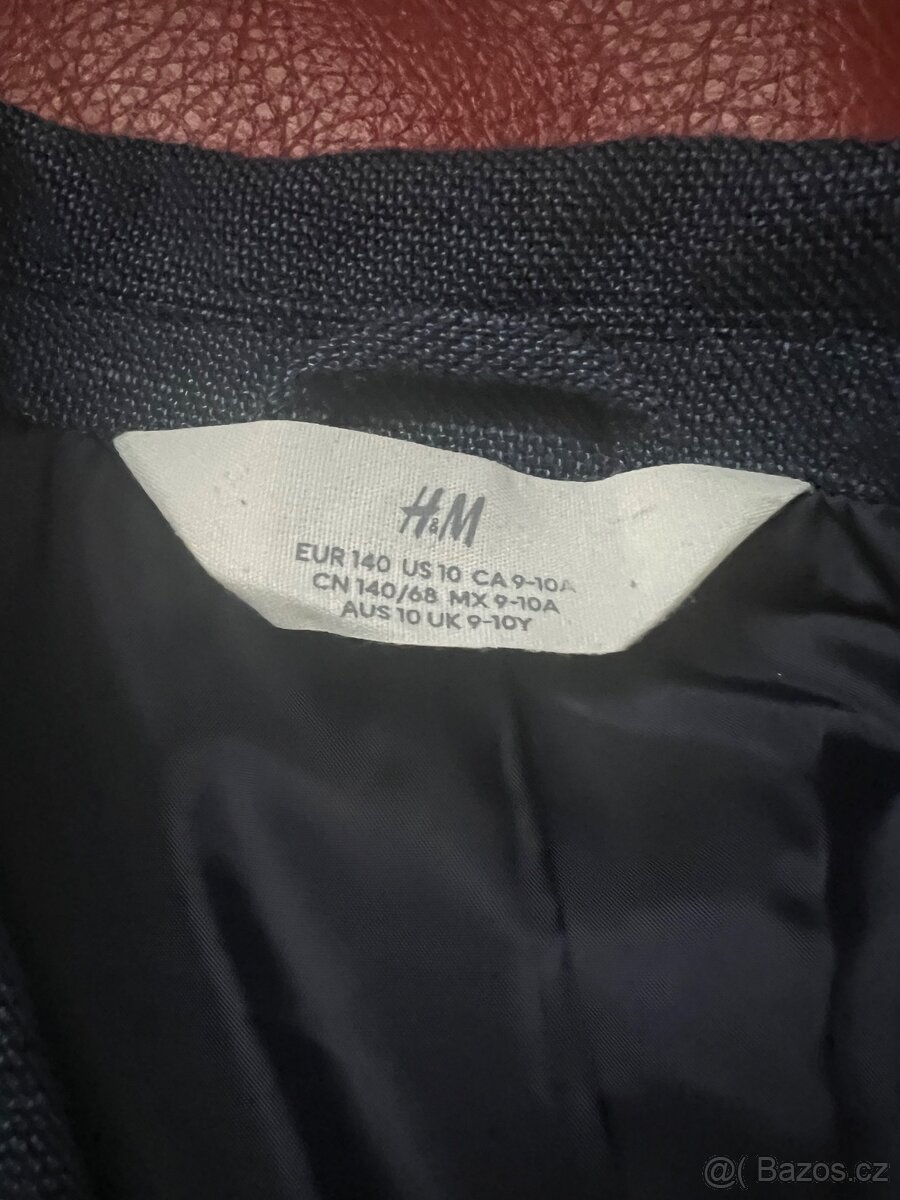 H&M
EUR 140 US 10 CA 9-10A
CN 140/68 MX 9-10A
AUS 10 UK 9-10Y
@( Bazos.cz